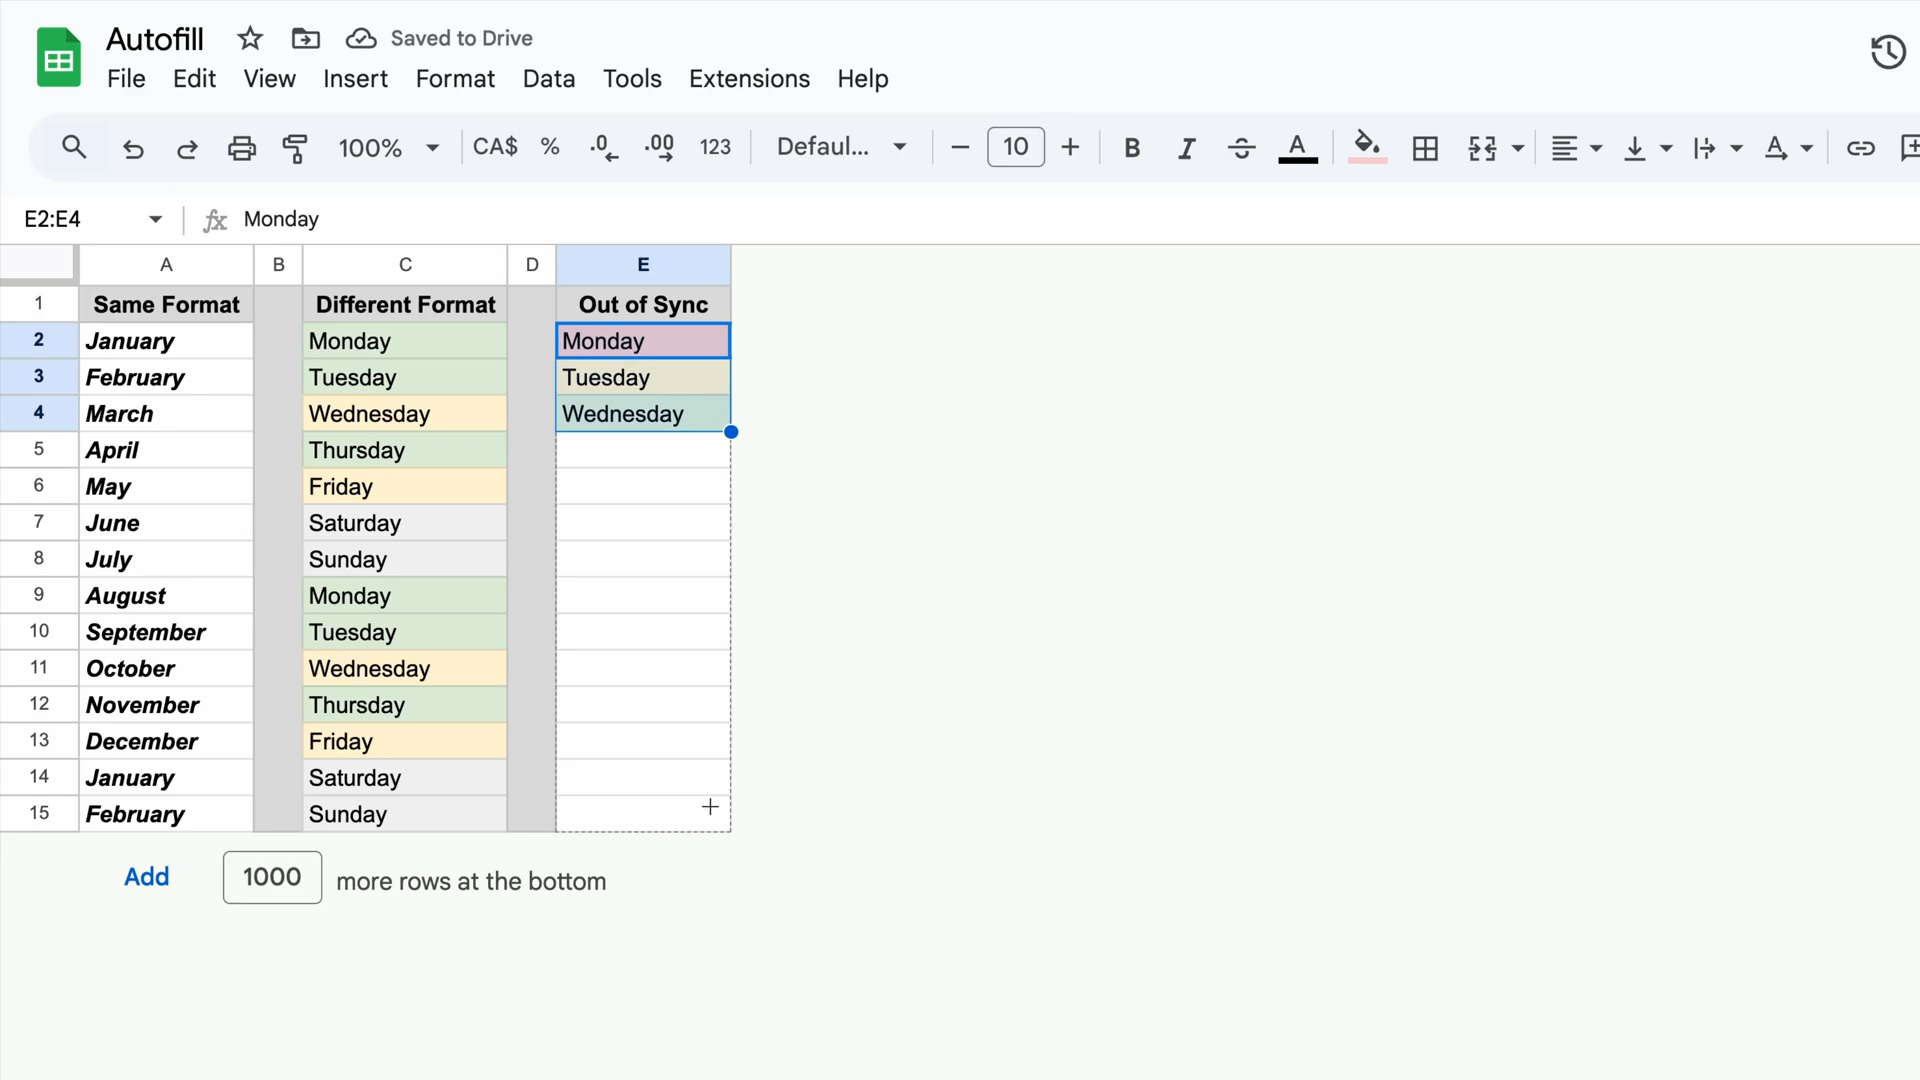 Autofill Saved to Drive
File Edit View Insert Format Data Tools Extensions Help
100% CA$ % .0 .00 123 Defaul... 10 B I S A A
E2:E4 fx Monday
A B C D E
1 Same Format Different Format Out of Sync
2 January Monday Monday
3 February Tuesday Tuesday
4 March Wednesday Wednesday
5 April Thursday
6 May Friday
7 June Saturday
8 July Sunday
9 August Monday
10 September Tuesday
11 October Wednesday
12 November Thursday
13 December Friday
14 January Saturday
15 February Sunday
Add 1000 more rows at the bottom